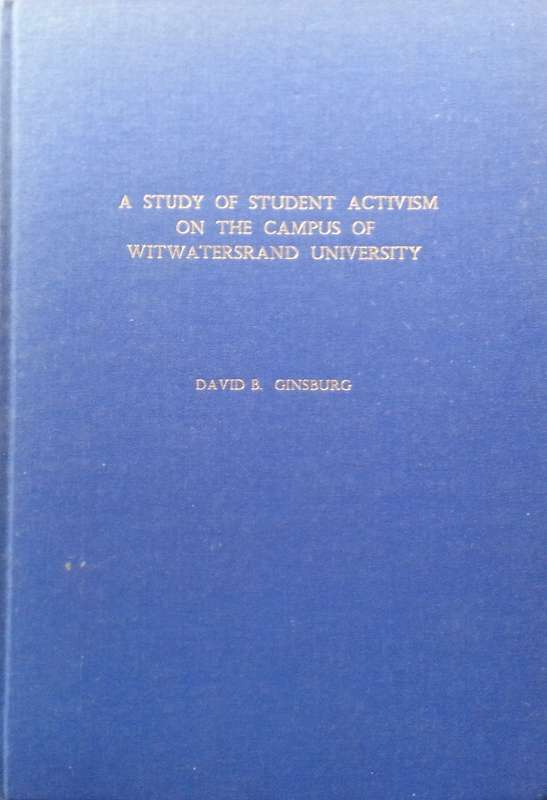 A STUDY OF STUDENT ACTIVISM
ON THE CAMPUS OF
WITWATERSRAND UNIVERSITY
DAVID B. GINSBURG